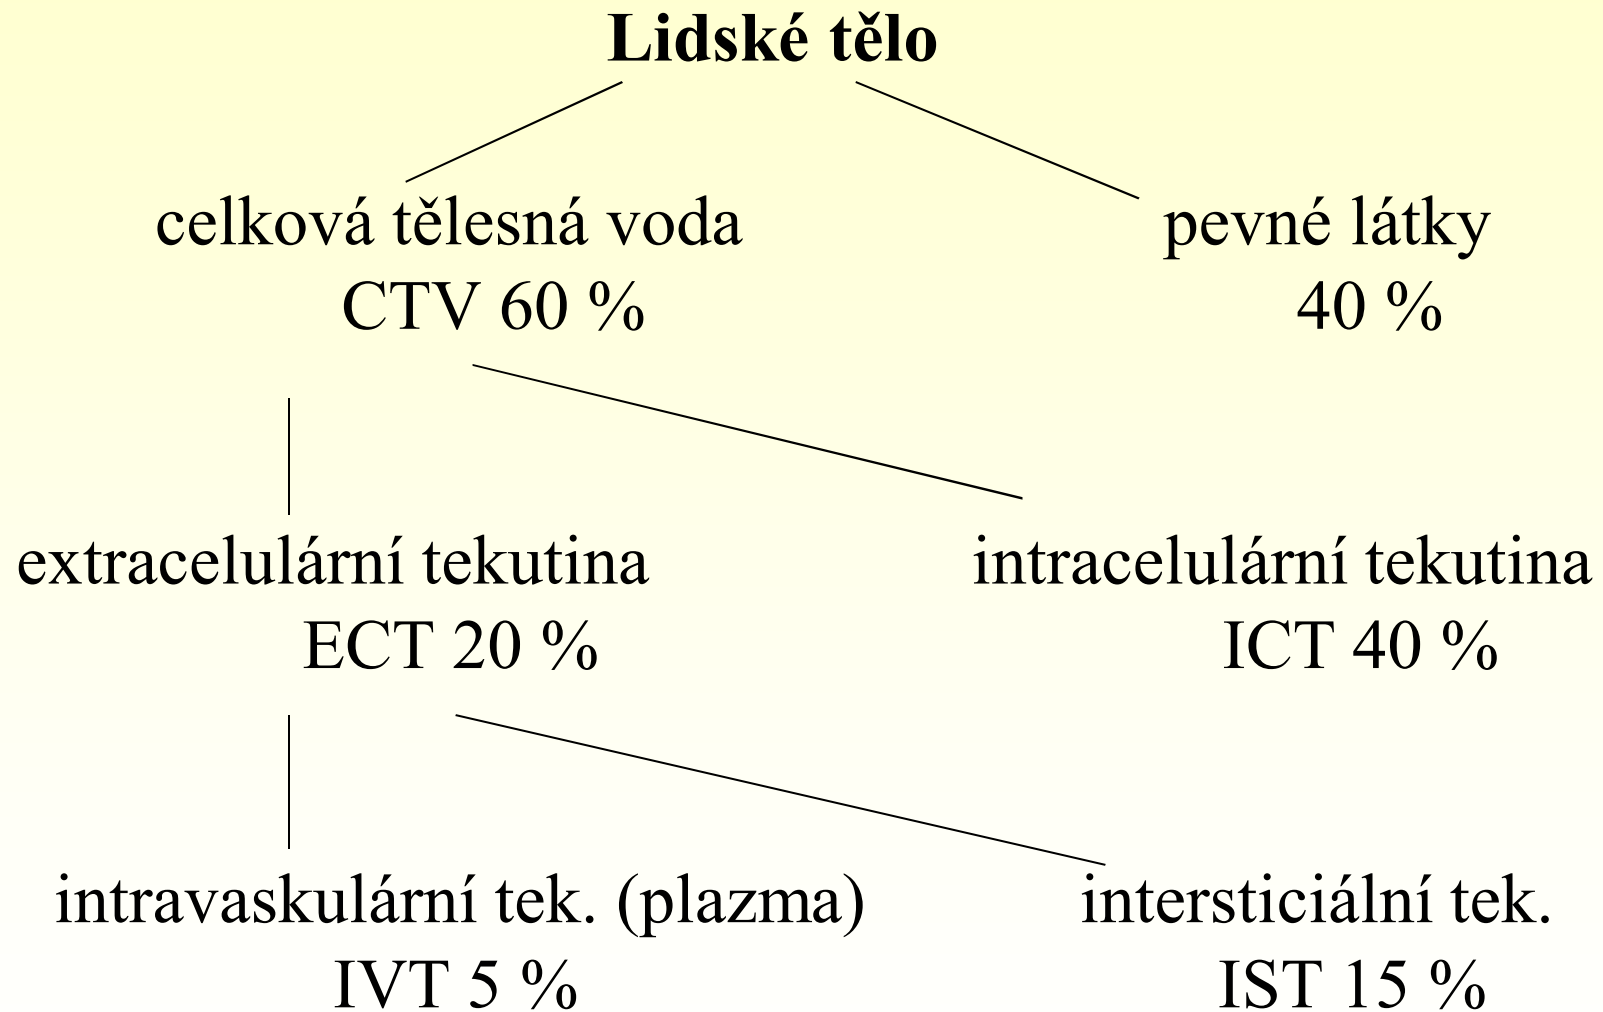 Lidské tělo
celková tělesná voda
CTV 60 %
pevné látky
40 %
extracelulární tekutina
ECT 20 %
intracelulární tekutina
ICT 40 %
intravaskulární tek. (plazma)
IVT 5 %
intersticiální tek.
IST 15 %